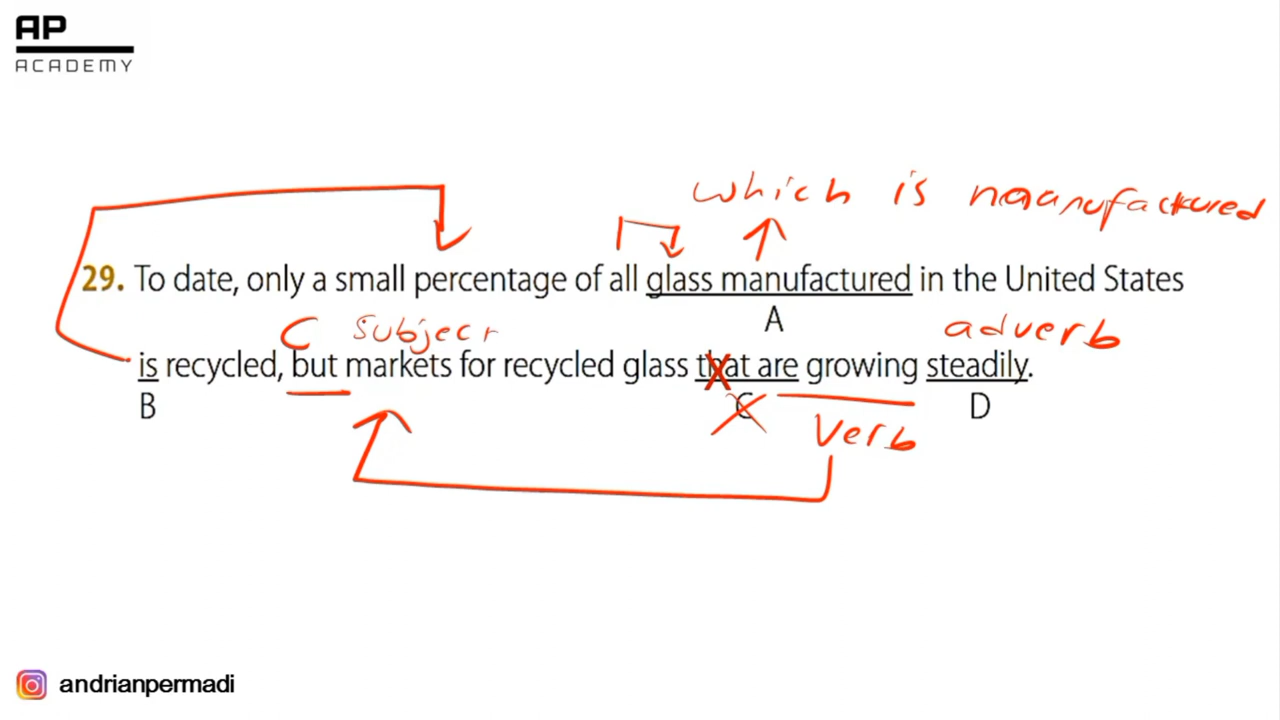 AP
ACADEMY
which is manufactured
29. To date, only a small percentage of all glass manufactured in the United States
A
C subject
adverb
is recycled, but markets for recycled glass that are growing steadily.
B
C
D
Verb
andrianpermadi